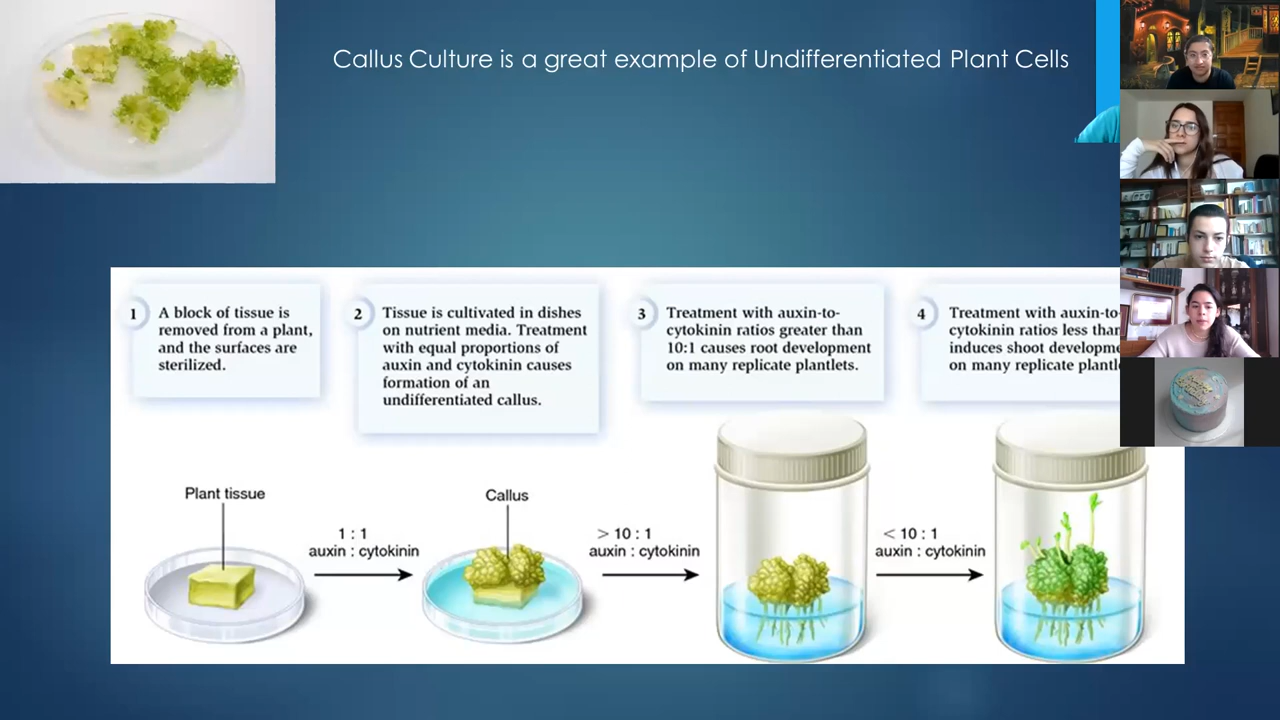 Callus Culture is a great example of Undifferentiated Plant Cells
1
A block of tissue is
removed from a plant,
and the surfaces are
sterilized.
2
Tissue is cultivated in dishes
on nutrient media. Treatment
with equal proportions of
auxin and cytokinin causes
formation of an
undifferentiated callus.
3
Treatment with auxin-to-
cytokinin ratios greater than
10:1 causes root development
on many replicate plantlets.
4
Treatment with auxin-to-
cytokinin ratios less than
induces shoot
on many replicate
Plant tissue
1 : 1
auxin : cytokinin
Callus
> 10 : 1
auxin : cytokinin
< 10 : 1
auxin : cytokinin